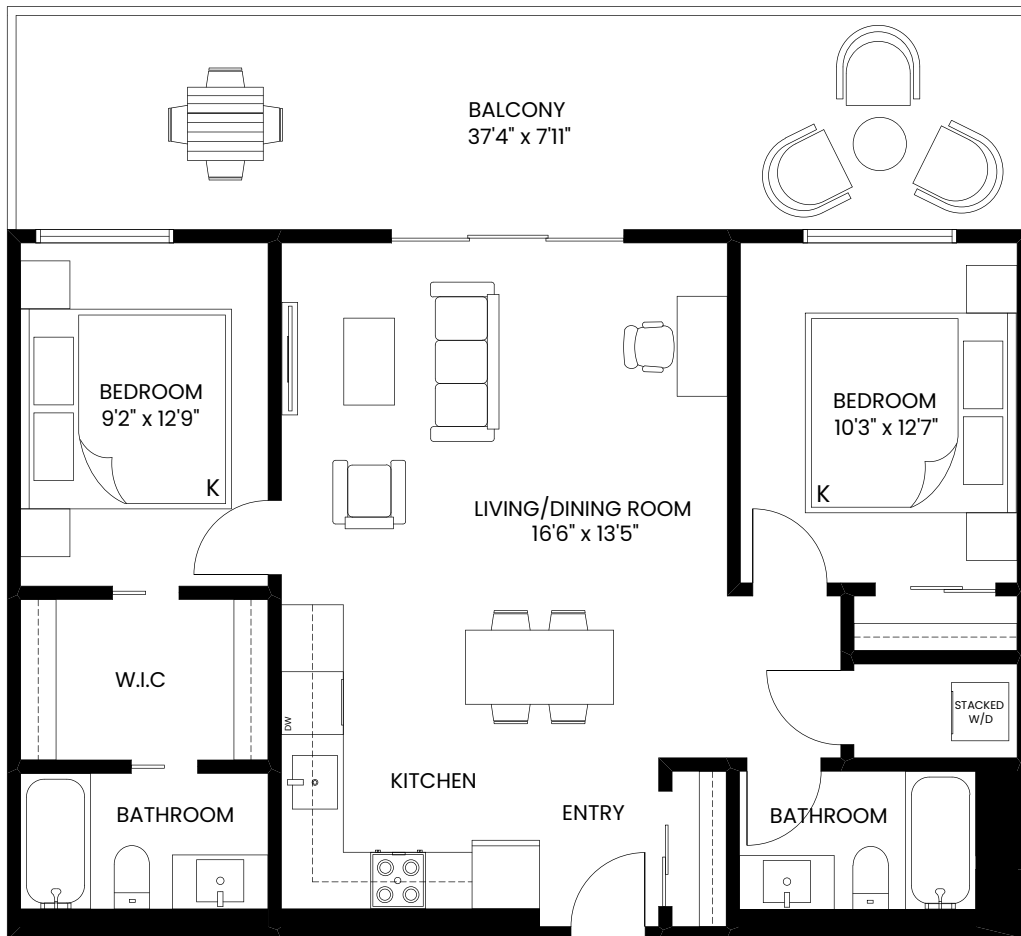 BALCONY
37'4" x 7'11"
BEDROOM
9'2" x 12'9"
K
BEDROOM
10'3" x 12'7"
K
LIVING/DINING ROOM
16'6" x 13'5"
W.I.C
STACKED
W/D
DW
KITCHEN
ENTRY
BATHROOM
BATHROOM